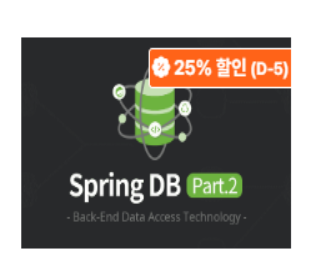 25% 할인 (D-5)
Spring DB Part.2
- Back-End Data Access Technology -